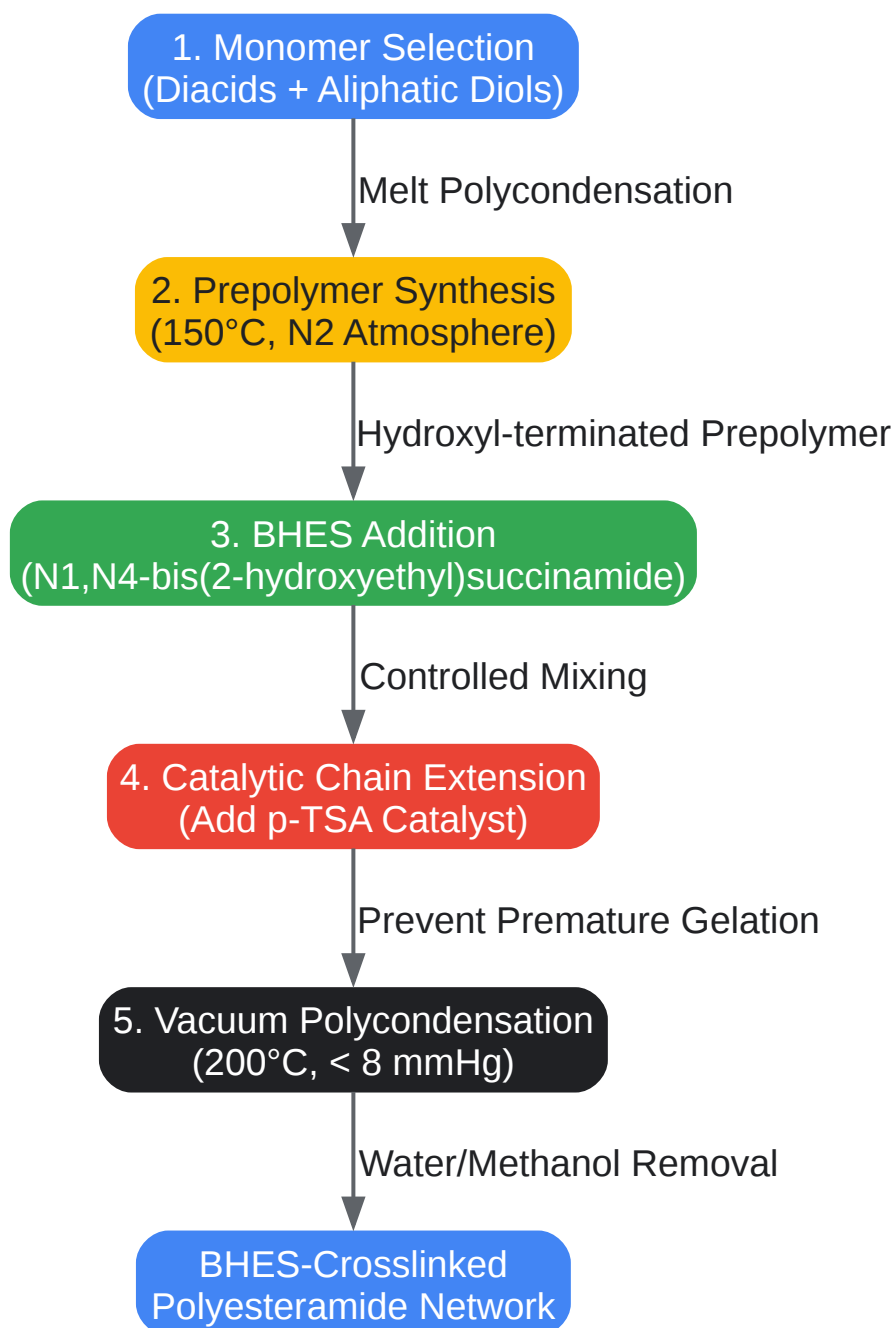 1. Monomer Selection
(Diacids + Aliphatic Diols)
Melt Polycondensation
2. Prepolymer Synthesis
(150°C, N2 Atmosphere)
Hydroxyl-terminated Prepolymer
3. BHES Addition
(N1,N4-bis(2-hydroxyethyl)succinamide)
Controlled Mixing
4. Catalytic Chain Extension
(Add p-TSA Catalyst)
Prevent Premature Gelation
5. Vacuum Polycondensation
(200°C, < 8 mmHg)
Water/Methanol Removal
BHES-Crosslinked
Polyesteramide Network